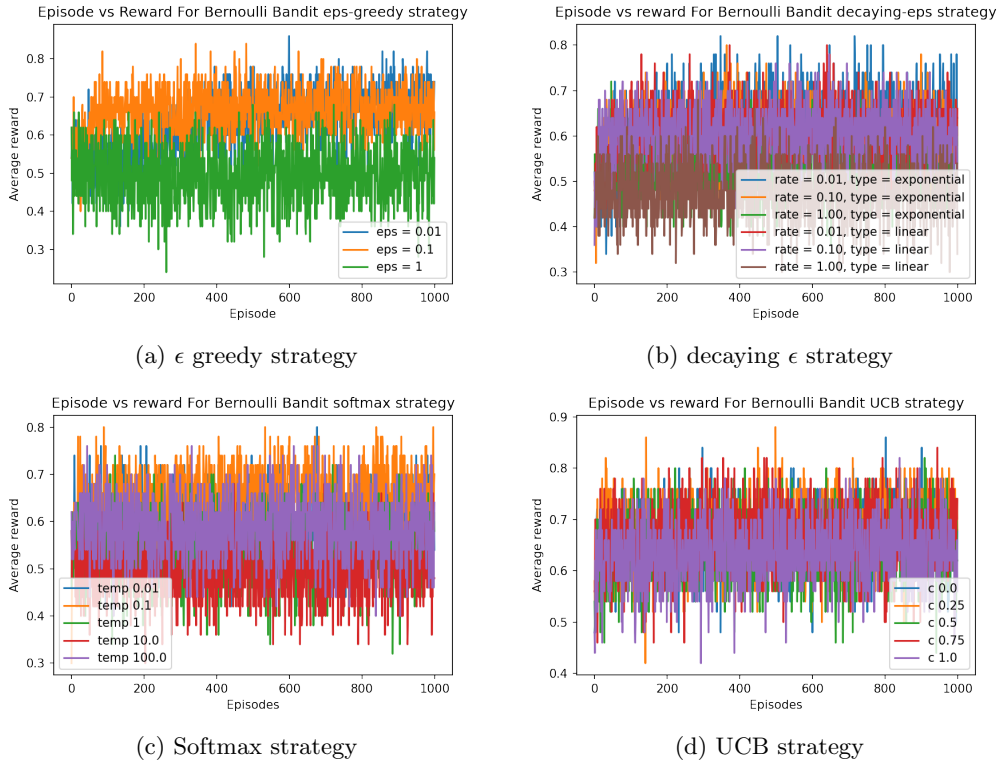 Episode vs Reward For Bernoulli Bandit eps-greedy strategy
Average reward
0.8
0.7
0.6
0.5
0.4
0.3
0
200
400
600
800
1000
Episode
eps = 0.01
eps = 0.1
eps = 1
(a) ϵ greedy strategy
Episode vs reward For Bernoulli Bandit decaying-eps strategy
Average reward
0.8
0.7
0.6
0.5
0.4
0.3
0
200
400
600
800
1000
Episode
rate = 0.01, type = exponential
rate = 0.10, type = exponential
rate = 1.00, type = exponential
rate = 0.01, type = linear
rate = 0.10, type = linear
rate = 1.00, type = linear
(b) decaying ϵ strategy
Episode vs reward For Bernoulli Bandit softmax strategy
Average reward
0.8
0.7
0.6
0.5
0.4
0.3
0
200
400
600
800
1000
Episodes
temp 0.01
temp 0.1
temp 1
temp 10.0
temp 100.0
(c) Softmax strategy
Episode vs reward For Bernoulli Bandit UCB strategy
Average reward
0.9
0.8
0.7
0.6
0.5
0.4
0
200
400
600
800
1000
Episodes
c 0.0
c 0.25
c 0.5
c 0.75
c 1.0
(d) UCB strategy